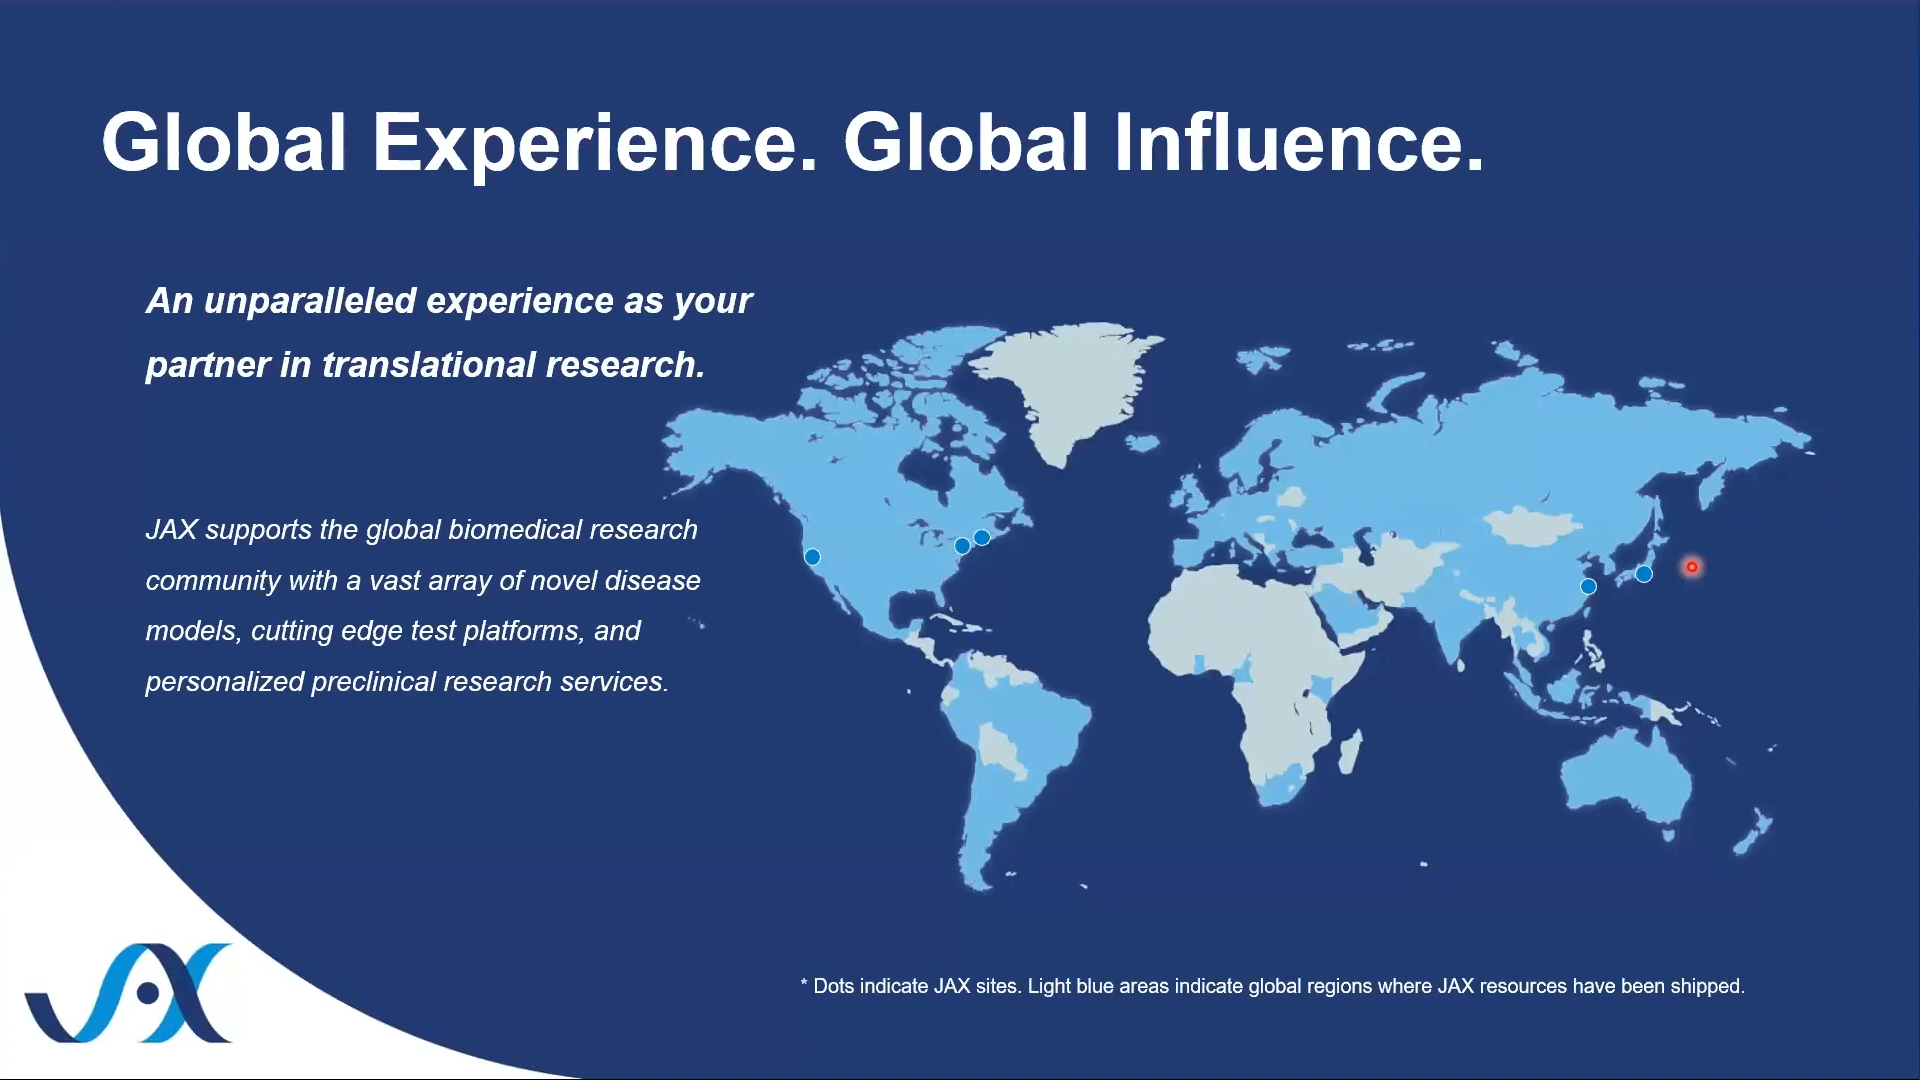 Global Experience. Global Influence.
An unparalleled experience as your
partner in translational research.
JAX supports the global biomedical research
community with a vast array of novel disease
models, cutting edge test platforms, and
personalized preclinical research services.
JAX
* Dots indicate JAX sites. Light blue areas indicate global regions where JAX resources have been shipped.